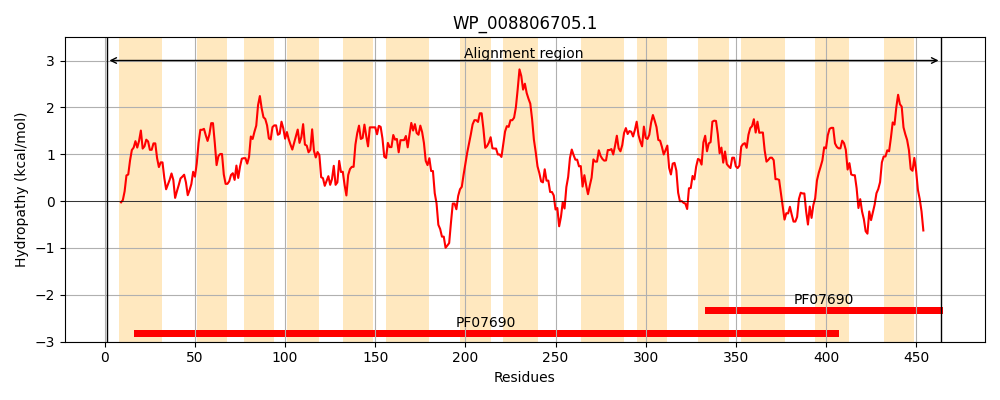 WP_008806705.1
Alignment region
Hydropathy (kcal/mol)
3
2
1
0
−1
−2
−3
PF07690
PF07690
0 50 100 150 200 250 300 350 400 450
Residues